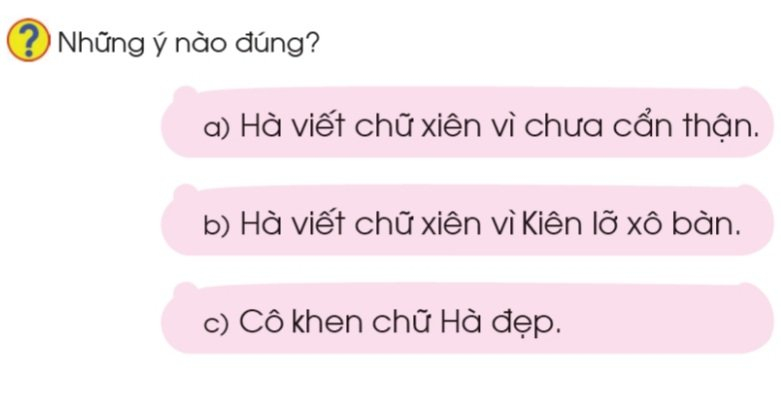 ? Những ý nào đúng?
a) Hà viết chữ xiên vì chưa cẩn thận.
b) Hà viết chữ xiên vì Kiên lỡ xô bàn.
c) Cô khen chữ Hà đẹp.